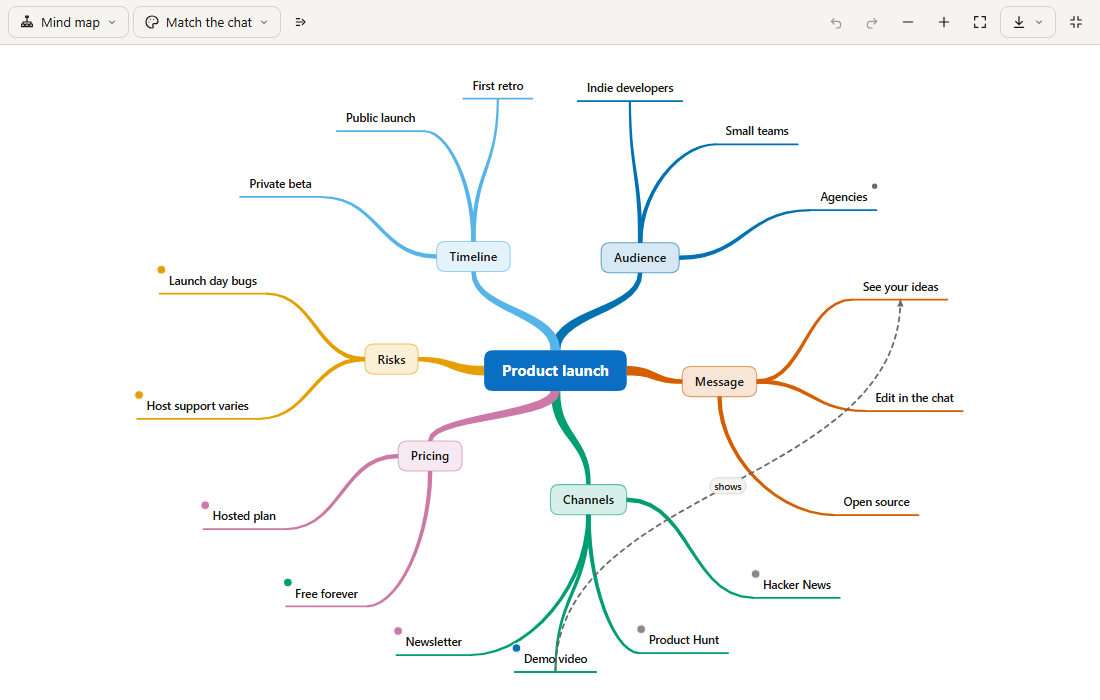 Mind map
Match the chat
First retro
Indie developers
Public launch
Small teams
Private beta
Agencies
Timeline
Audience
Launch day bugs
See your ideas
Risks
Product launch
Message
Host support varies
Edit in the chat
Pricing
shows
Channels
Open source
Hosted plan
Hacker News
Free forever
Newsletter
Product Hunt
Demo video